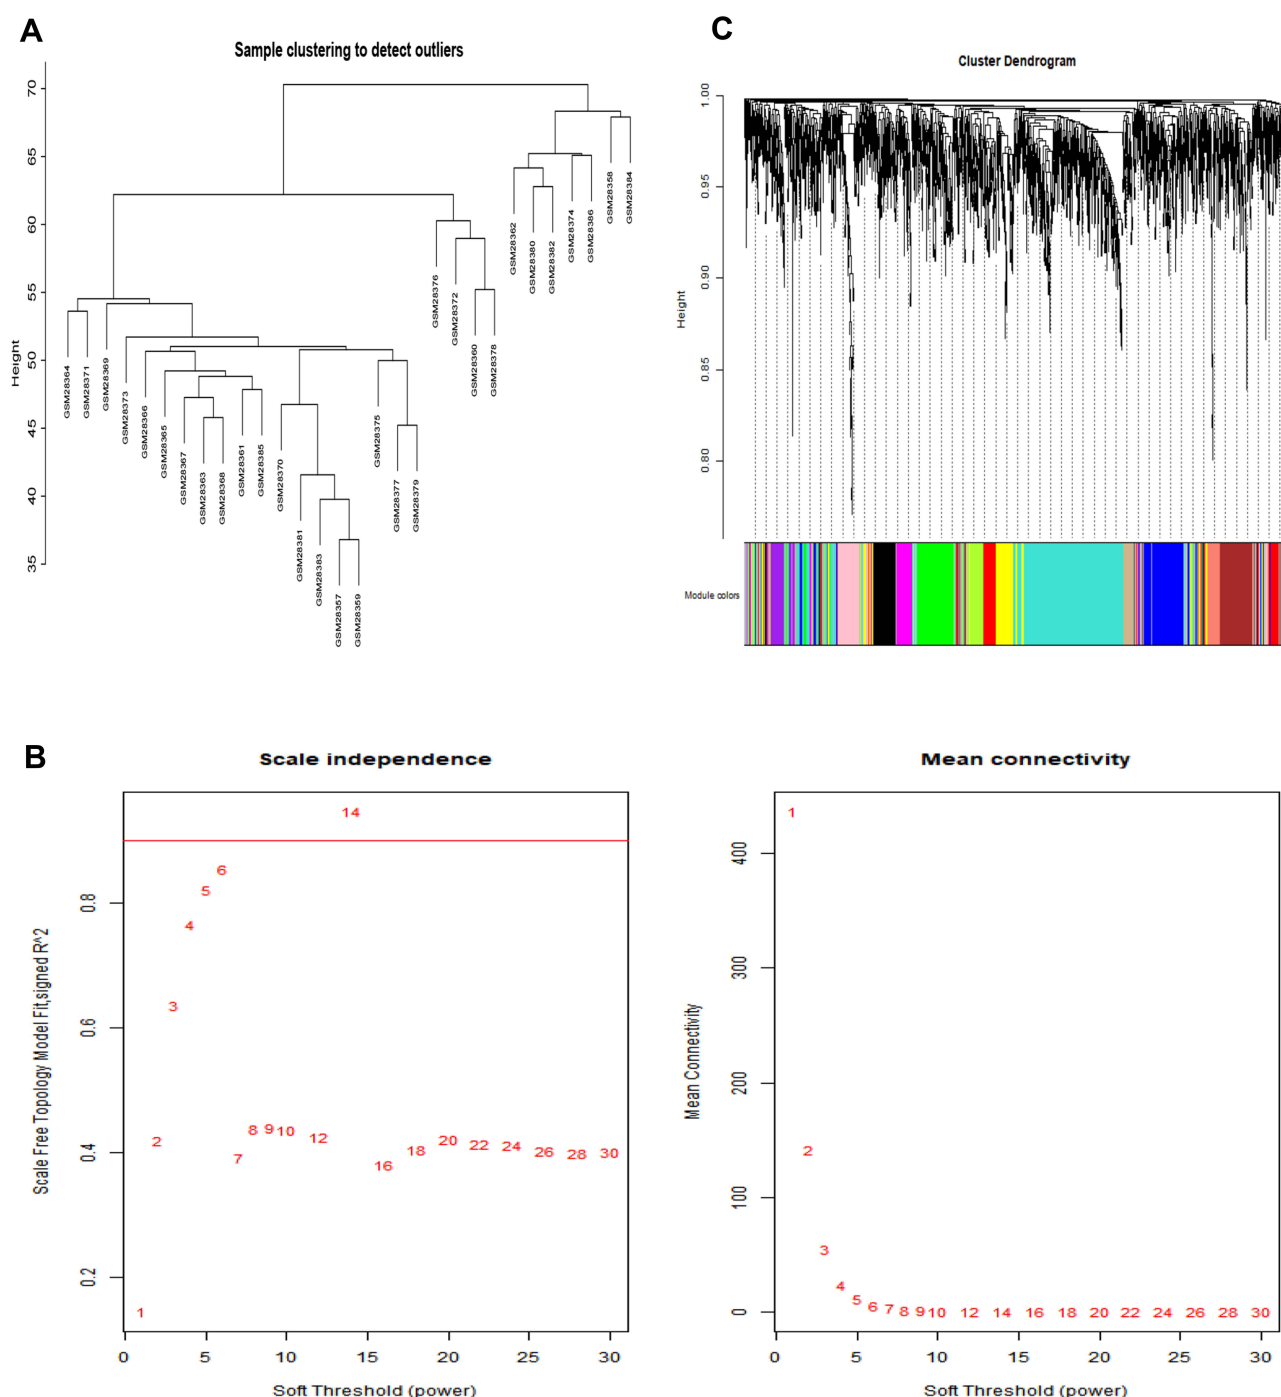 A
Sample clustering to detect outliers
Height
70
65
60
55
50
45
40
35
GSM28364
GSM28371
GSM28369
GSM28373
GSM28366
GSM28365
GSM28367
GSM28363
GSM28368
GSM28361
GSM28385
GSM28370
GSM28381
GSM28383
GSM28357
GSM28359
GSM28375
GSM28377
GSM28379
GSM28376
GSM28372
GSM28360
GSM28378
GSM28362
GSM28380
GSM28382
GSM28374
GSM28386
GSM28358
GSM28384
C
Cluster Dendrogram
Height
1.00
0.95
0.90
0.85
0.80
Module colors
B
Scale independence
Scale Free Topology Model Fit,signed R^2
0.8
0.6
0.4
0.2
1
2
3
4
5
6
7
8
9
10
12
14
16
18
20
22
24
26
28
30
0 5 10 15 20 25 30
Soft Threshold (power)
Mean connectivity
Mean Connectivity
400
300
200
100
0
1
2
3
4
5
6
7
8
9
10
12
14
16
18
20
22
24
26
28
30
0 5 10 15 20 25 30
Soft Threshold (power)